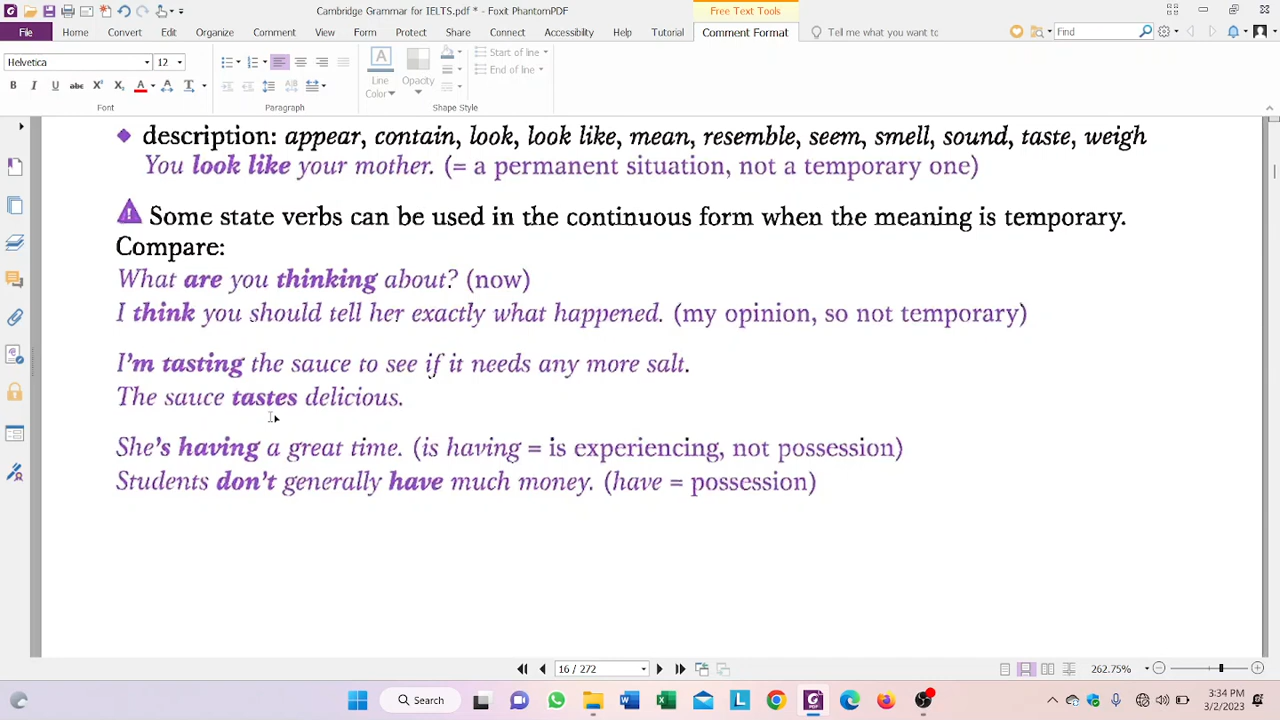 Cambridge Grammar for IELTS.pdf * - Foxit PhantomPDF
Free Text Tools
File Home Convert Edit Organize Comment View Form Protect Share Connect Accessibility Help Tutorial Comment Format Tell me what you want to Find
Helvetica 12 Start of line
End of line
Line Color Opacity
Font Paragraph Shape Style
description: appear, contain, look, look like, mean, resemble, seem, smell, sound, taste, weigh
You look like your mother. (= a permanent situation, not a temporary one)
Some state verbs can be used in the continuous form when the meaning is temporary.
Compare:
What are you thinking about? (now)
I think you should tell her exactly what happened. (my opinion, so not temporary)
I'm tasting the sauce to see if it needs any more salt.
The sauce tastes delicious.
She's having a great time. (is having = is experiencing, not possession)
Students don't generally have much money. (have = possession)
16 / 272 262.75%
Search 3:34 PM
3/2/2023